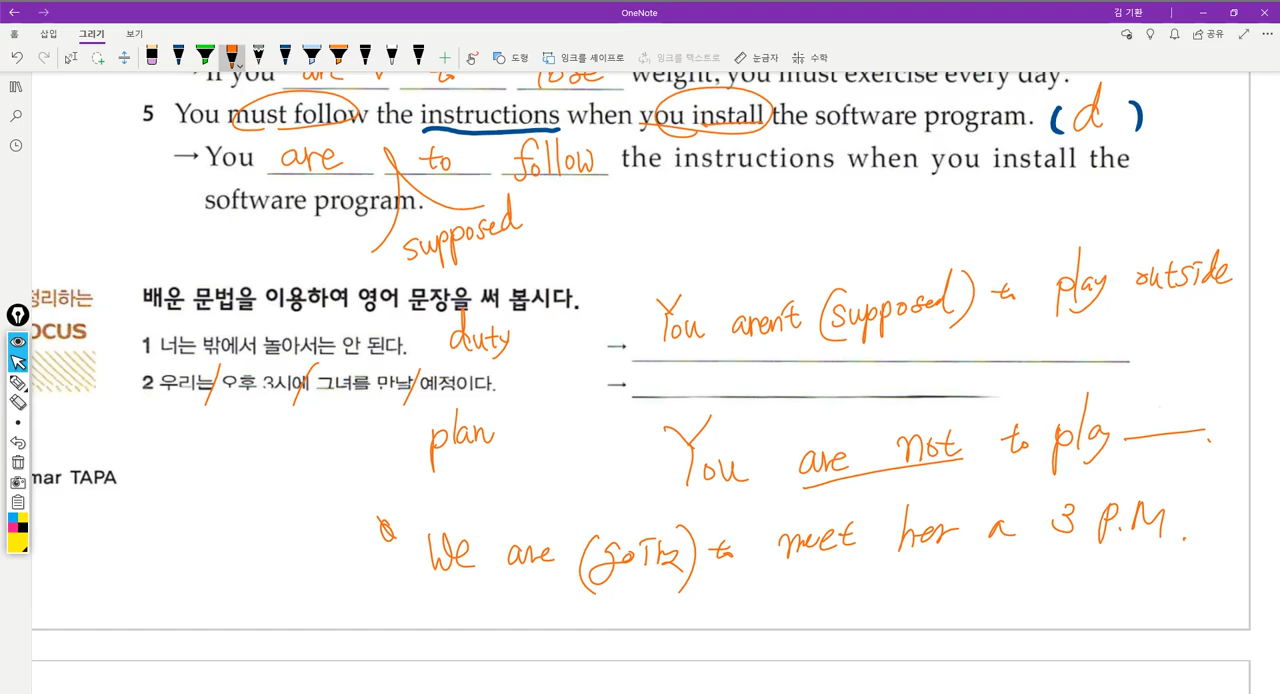 OneNote
김 기환
홈 삽입 그리기 보기
공유
도형 잉크를 셰이프로 잉크를 텍스트로 눈금자 수학
If you are to lose weight, you must exercise every day.
5 You must follow the instructions when you install the software program. ( d )
→ You are to follow the instructions when you install the
software program.
supposed
정리하는
OCUS
배운 문법을 이용하여 영어 문장을 써 봅시다.
You aren't (supposed) to play outside
duty
1 너는 밖에서 놀아서는 안 된다. →
2 우리는 오후 3시에 그녀를 만날 예정이다. →
plan
You are not to play
mar TAPA
We are (going) to meet her a 3 P.M.